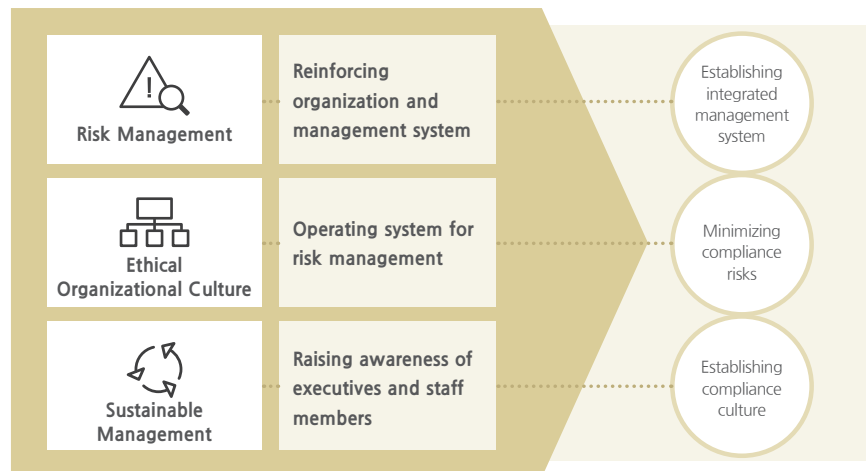 !
Risk Management
Reinforcing
organization and
management system
Establishing
integrated
management
system
Ethical
Organizational Culture
Operating system for
risk management
Minimizing
compliance
risks
Sustainable
Management
Raising awareness of
executives and staff
members
Establishing
compliance
culture